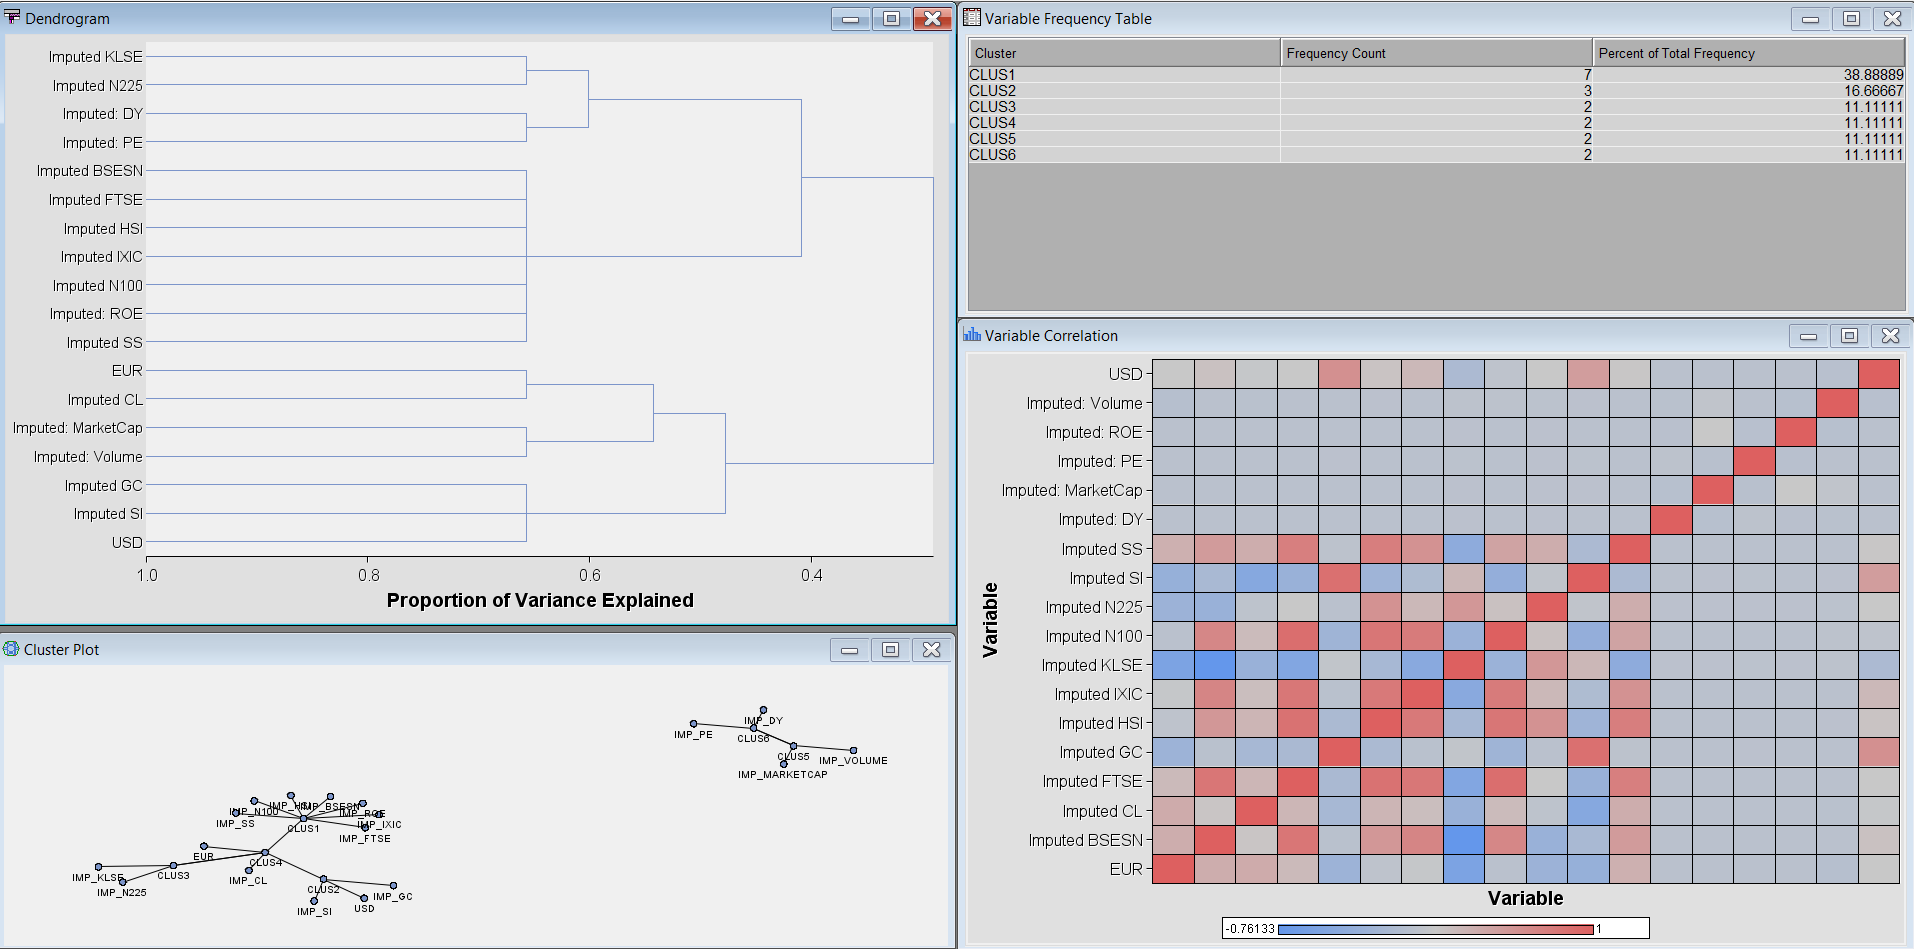 Dendrogram
Imputed KLSE
Imputed N225
Imputed: DY
Imputed: PE
Imputed BSESN
Imputed FTSE
Imputed HSI
Imputed IXIC
Imputed N100
Imputed: ROE
Imputed SS
EUR
Imputed CL
Imputed: MarketCap
Imputed: Volume
Imputed GC
Imputed SI
USD
1.0 0.8 0.6 0.4
Proportion of Variance Explained
Variable Frequency Table
Cluster Frequency Count Percent of Total Frequency
CLUS1 7 38.88889
CLUS2 3 16.66667
CLUS3 2 11.11111
CLUS4 2 11.11111
CLUS5 2 11.11111
CLUS6 2 11.11111
Cluster Plot
IMP_DY
IMP_PE
CLUS6
CLUS5
IMP_VOLUME
IMP_MARKETCAP
IMP_HSI
IMP_BSESN
IMP_N100
IMP_ROE
IMP_SS
CLUS1
IMP_IXIC
IMP_FTSE
EUR
CLUS4
IMP_KLSE
CLUS3
IMP_CL
IMP_N225
CLUS2
IMP_GC
IMP_SI
USD
Variable Correlation
USD
Imputed: Volume
Imputed: ROE
Imputed: PE
Imputed: MarketCap
Imputed: DY
Imputed SS
Imputed SI
Imputed N225
Imputed N100
Imputed KLSE
Imputed IXIC
Imputed HSI
Imputed GC
Imputed FTSE
Imputed CL
Imputed BSESN
EUR
Variable
Variable
-0.76133 1